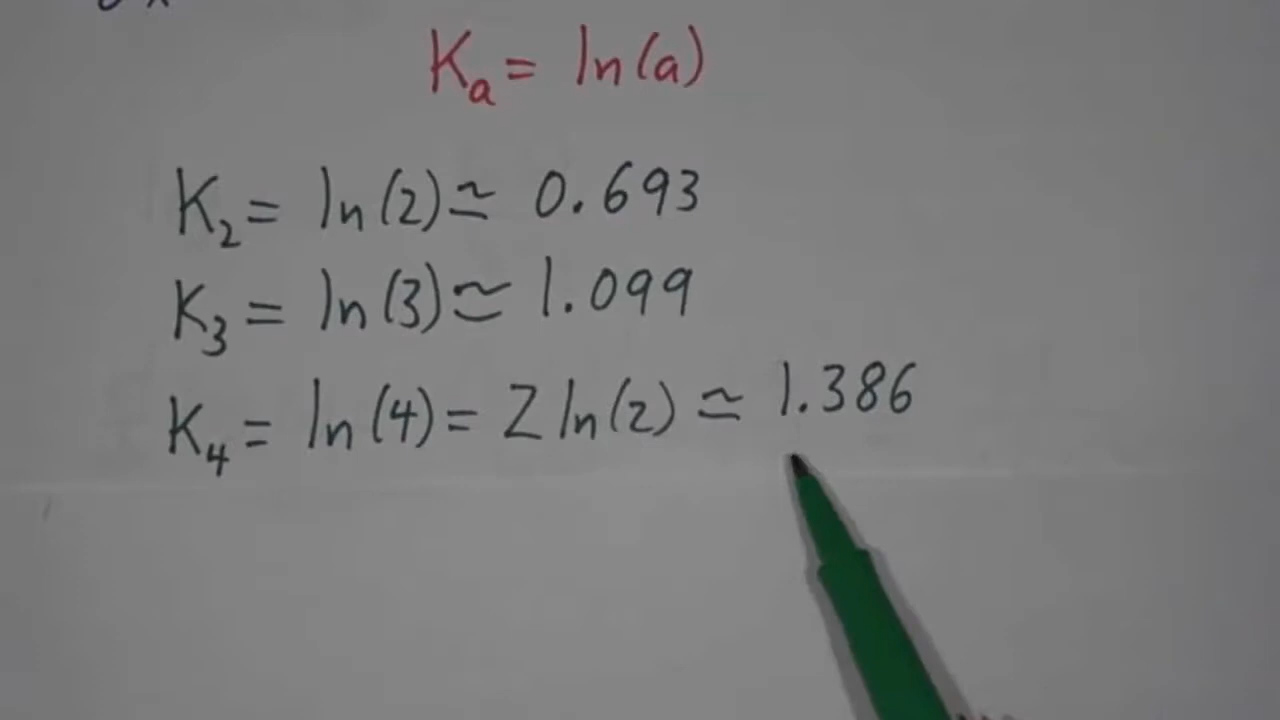 Kₐ = ln(a)
K₂ = ln(2) ≃ 0.693
K₃ = ln(3) ≃ 1.099
K₄ = ln(4) = 2 ln(2) ≃ 1.386